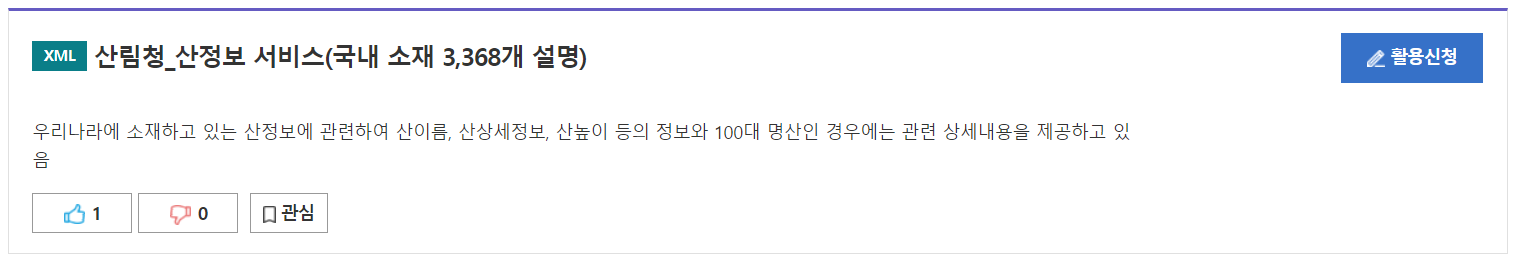 XML 산림청_산정보 서비스(국내 소재 3,368개 설명)
활용신청
우리나라에 소재하고 있는 산정보에 관련하여 산이름, 산상세정보, 산높이 등의 정보와 100대 명산인 경우에는 관련 상세내용을 제공하고 있
음
1 0 관심